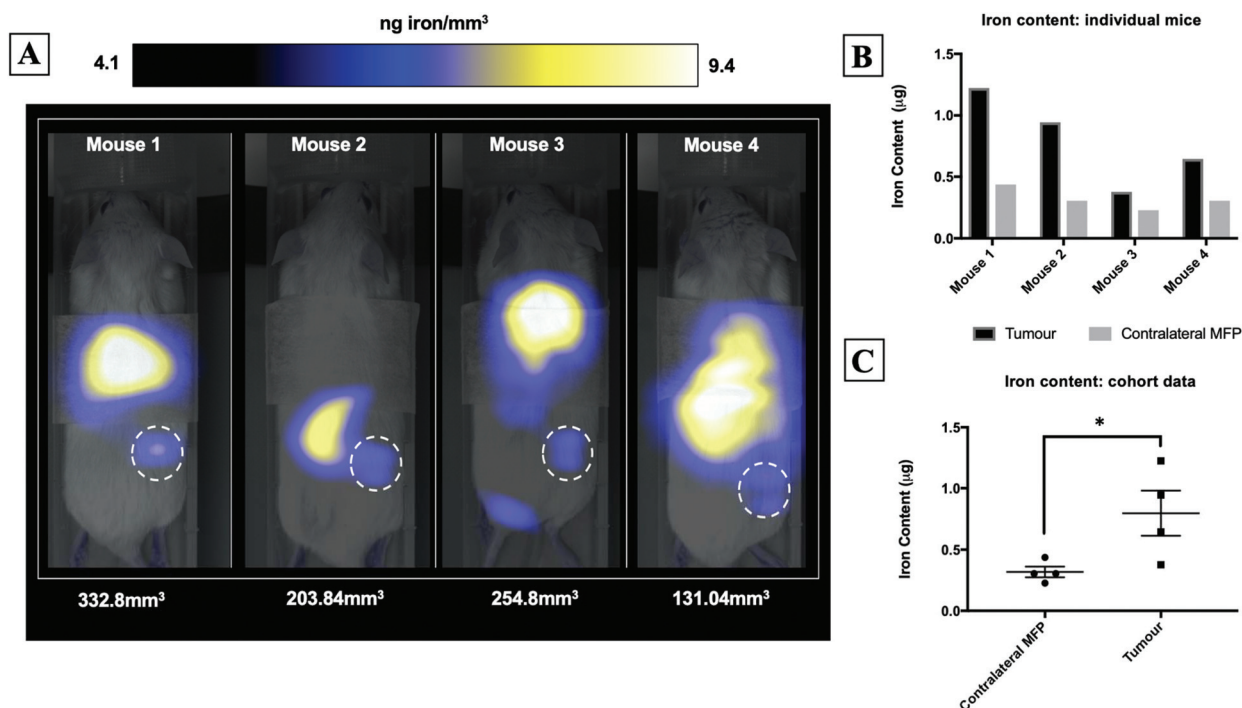 A
ng iron/mm³
4.1
9.4
Mouse 1
Mouse 2
Mouse 3
Mouse 4
332.8mm³
203.84mm³
254.8mm³
131.04mm³
B
Iron content: individual mice
Iron Content (μg)
1.5
1.0
0.5
0.0
Mouse 1
Mouse 2
Mouse 3
Mouse 4
Tumour
Contralateral MFP
C
Iron content: cohort data
Iron Content (μg)
1.5
1.0
0.5
0.0
*
Contralateral MFP
Tumour